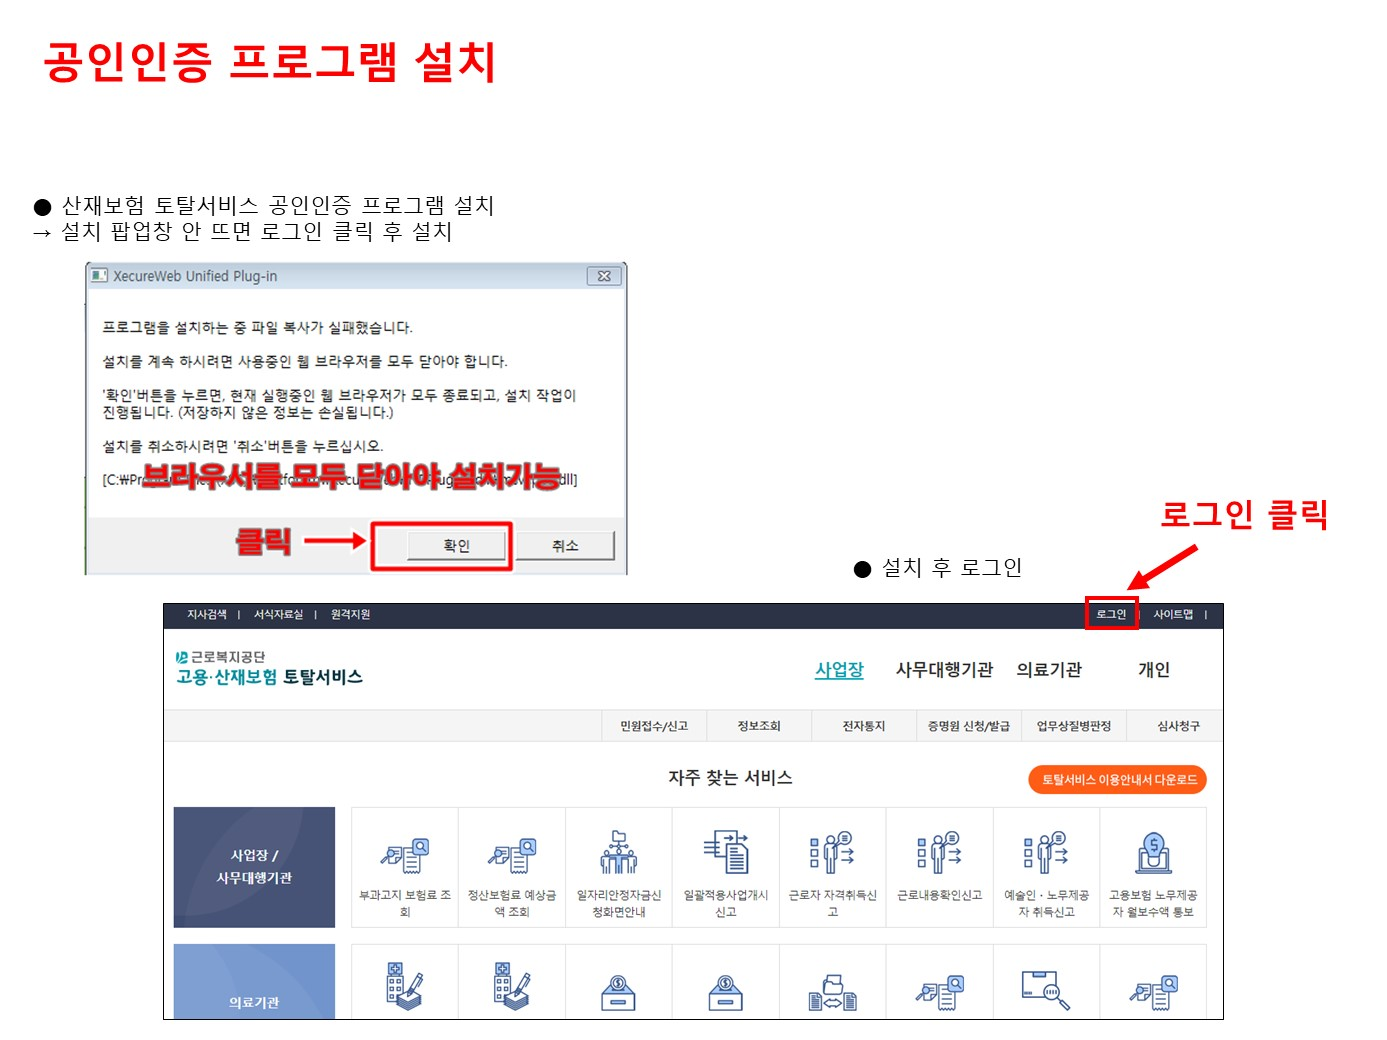 공인인증 프로그램 설치
● 산재보험 토탈서비스 공인인증 프로그램 설치
→ 설치 팝업창 안 뜨면 로그인 클릭 후 설치
XecureWeb Unified Plug-in
프로그램을 설치하는 중 파일 복사가 실패했습니다.
설치를 계속 하시려면 사용중인 웹 브라우저를 모두 닫아야 합니다.
'확인'버튼을 누르면, 현재 실행중인 웹 브라우저가 모두 종료되고, 설치 작업이
진행됩니다. (저장하지 않은 정보는 손실됩니다.)
설치를 취소하시려면 '취소'버튼을 누르십시오.
브라우서를 모두 닫아야 설치가능
클릭
확인
취소
로그인 클릭
● 설치 후 로그인
지사검색 | 서식자료실 | 원격지원
로그인 | 사이트맵 |
근로복지공단
고용·산재보험 토탈서비스
사업장 사무대행기관 의료기관 개인
민원접수/신고 정보조회 전자통지 증명원 신청/발급 업무상질병판정 심사청구
자주 찾는 서비스
토탈서비스 이용안내서 다운로드
사업장 /
사무대행기관
부과고지 보험료 조
회
정산보험료 예상금
액 조회
일자리안정자금신
청화면안내
일괄적용사업개시
신고
근로자 자격취득신
고
근로내용확인신고
예술인·노무제공
자 취득신고
고용보험 노무제공
자 월보수액 통보
의료기관